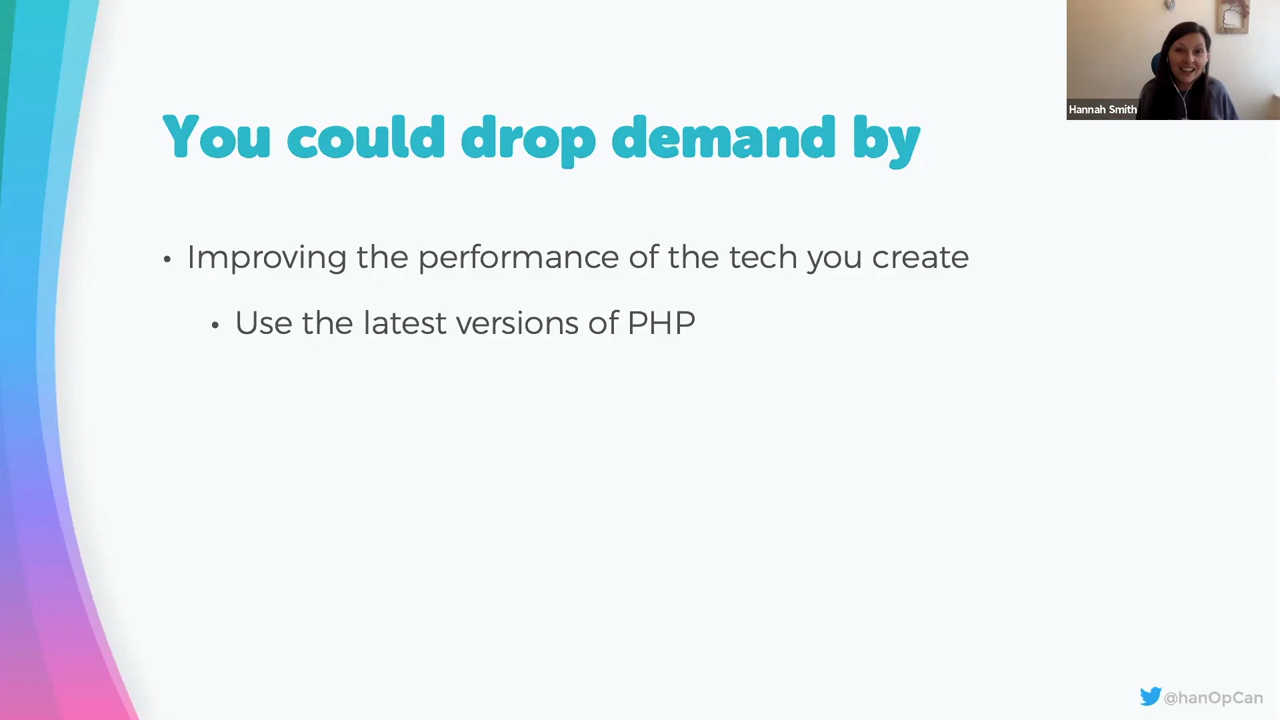 You could drop demand by
• Improving the performance of the tech you create
• Use the latest versions of PHP
Hannah Smith
@hanOpCan